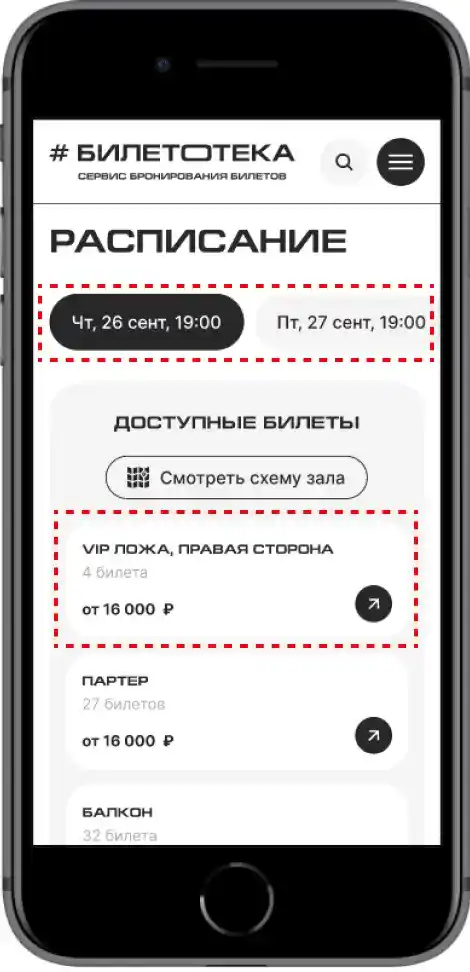 # БИЛЕТОТЕКА
СЕРВИС БРОНИРОВАНИЯ БИЛЕТОВ
РАСПИСАНИЕ
Чт, 26 сент, 19:00
Пт, 27 сент, 19:00
ДОСТУПНЫЕ БИЛЕТЫ
Смотреть схему зала
VIP ЛОЖА, ПРАВАЯ СТОРОНА
4 билета
от 16 000 ₽
ПАРТЕР
27 билетов
от 16 000 ₽
БАЛКОН
32 билета